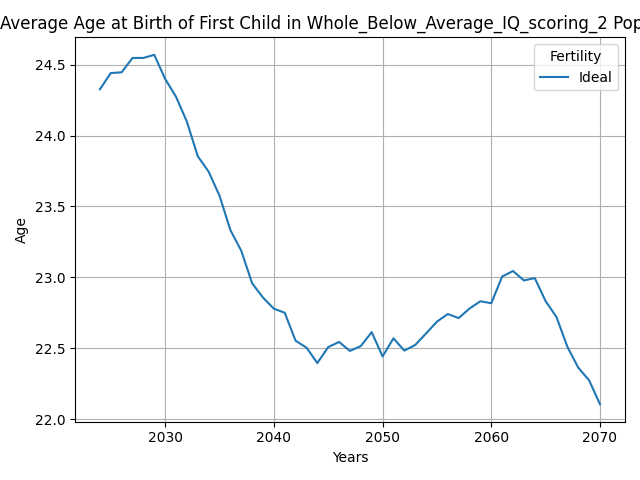 Average Age at Birth of First Child in Whole_Below_Average_IQ_scoring_2 Pop
Fertility
Ideal
24.5
24.0
23.5
23.0
22.5
22.0
Age
2030 2040 2050 2060 2070
Years